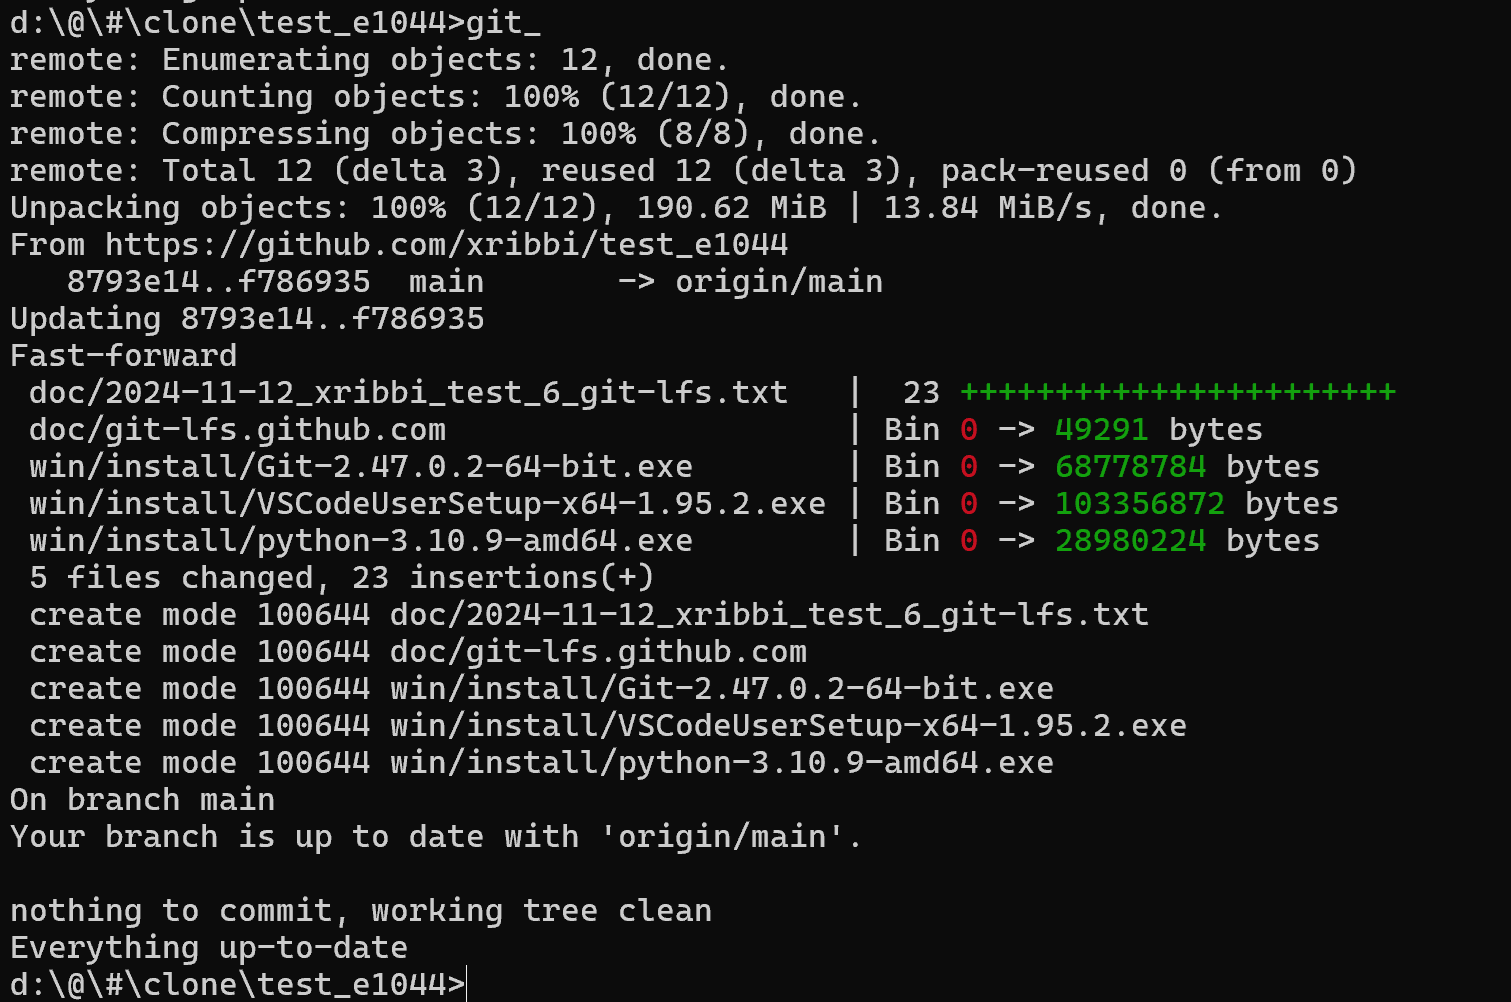 d:\@\#\clone\test_e1044>git_
remote: Enumerating objects: 12, done.
remote: Counting objects: 100% (12/12), done.
remote: Compressing objects: 100% (8/8), done.
remote: Total 12 (delta 3), reused 12 (delta 3), pack-reused 0 (from 0)
Unpacking objects: 100% (12/12), 190.62 MiB | 13.84 MiB/s, done.
From https://github.com/xribbi/test_e1044
   8793e14..f786935  main       -> origin/main
Updating 8793e14..f786935
Fast-forward
 doc/2024-11-12_xribbi_test_6_git-lfs.txt   |  23 +++++++++++++++++++++++
 doc/git-lfs.github.com                     | Bin 0 -> 49291 bytes
 win/install/Git-2.47.0.2-64-bit.exe        | Bin 0 -> 68778784 bytes
 win/install/VSCodeUserSetup-x64-1.95.2.exe | Bin 0 -> 103356872 bytes
 win/install/python-3.10.9-amd64.exe        | Bin 0 -> 28980224 bytes
 5 files changed, 23 insertions(+)
 create mode 100644 doc/2024-11-12_xribbi_test_6_git-lfs.txt
 create mode 100644 doc/git-lfs.github.com
 create mode 100644 win/install/Git-2.47.0.2-64-bit.exe
 create mode 100644 win/install/VSCodeUserSetup-x64-1.95.2.exe
 create mode 100644 win/install/python-3.10.9-amd64.exe
On branch main
Your branch is up to date with 'origin/main'.

nothing to commit, working tree clean
Everything up-to-date
d:\@\#\clone\test_e1044>